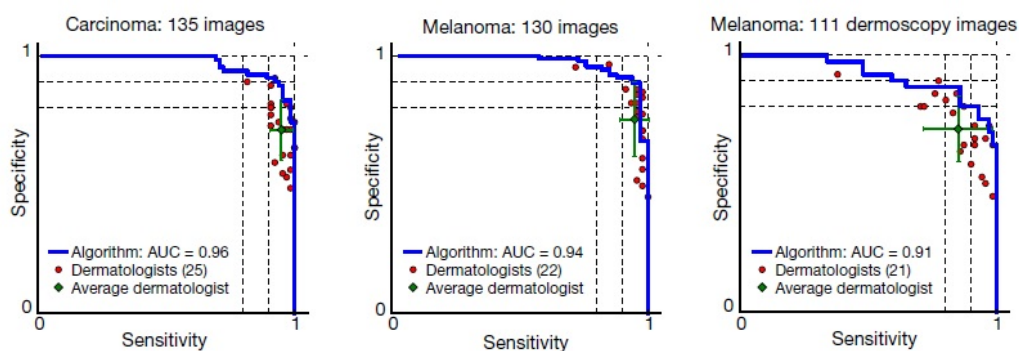 Carcinoma: 135 images
1
Specificity
Algorithm: AUC = 0.96
Dermatologists (25)
Average dermatologist
0
0
1
Sensitivity
Melanoma: 130 images
1
Specificity
Algorithm: AUC = 0.94
Dermatologists (22)
Average dermatologist
0
0
1
Sensitivity
Melanoma: 111 dermoscopy images
1
Specificity
Algorithm: AUC = 0.91
Dermatologists (21)
Average dermatologist
0
0
1
Sensitivity